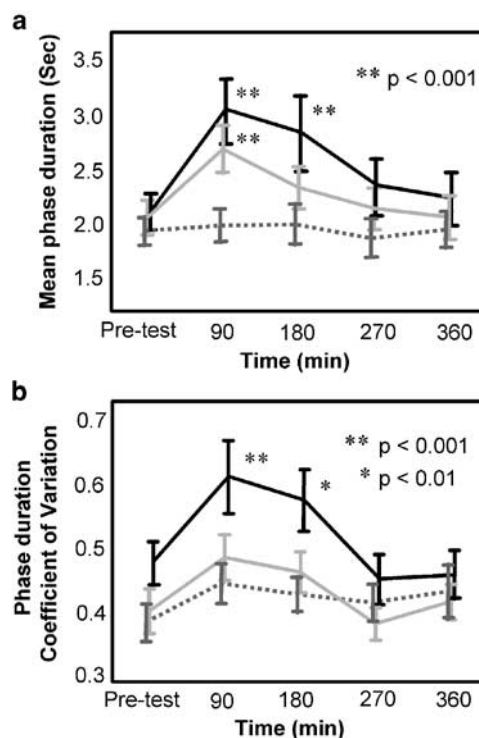 a
Mean phase duration (Sec)
3.5
3.0
2.5
2.0
1.5
** p < 0.001
**
**
**
Pre-test 90 180 270 360
Time (min)
b
Phase duration
Coefficient of Variation
0.7
0.6
0.5
0.4
0.3
** p < 0.001
* p < 0.01
**
*
Pre-test 90 180 270 360
Time (min)